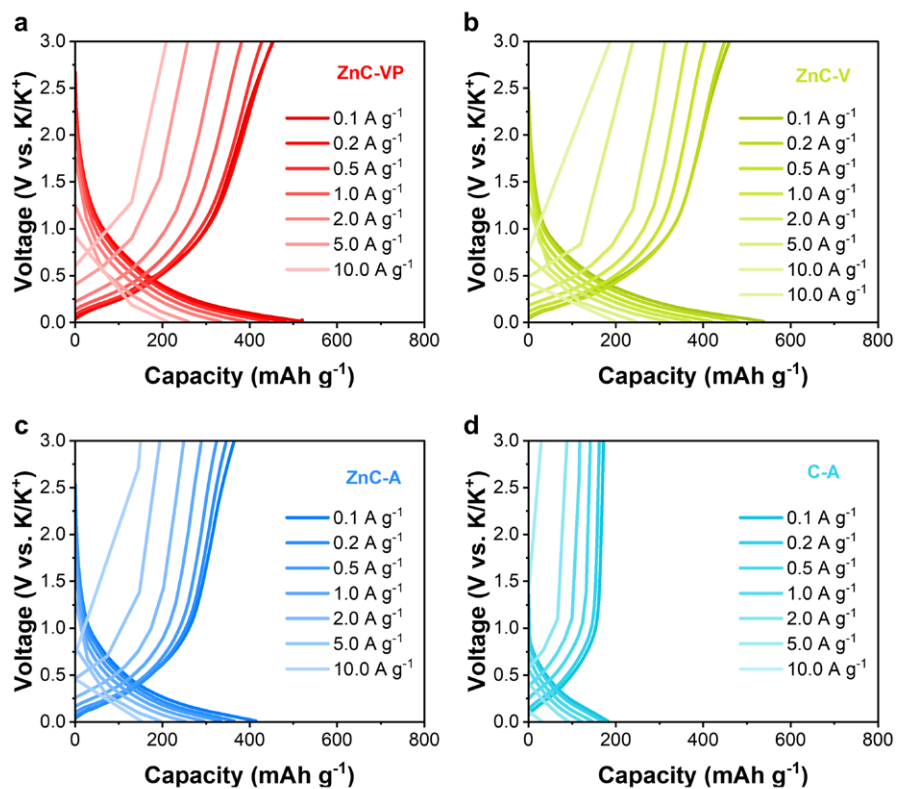 a
3.0
2.5
2.0
1.5
1.0
0.5
0.0
Voltage (V vs. K/K⁺)
ZnC-VP
0.1 A g⁻¹
0.2 A g⁻¹
0.5 A g⁻¹
1.0 A g⁻¹
2.0 A g⁻¹
5.0 A g⁻¹
10.0 A g⁻¹
0 200 400 600 800
Capacity (mAh g⁻¹)
b
3.0
2.5
2.0
1.5
1.0
0.5
0.0
Voltage (V vs. K/K⁺)
ZnC-V
0.1 A g⁻¹
0.2 A g⁻¹
0.5 A g⁻¹
1.0 A g⁻¹
2.0 A g⁻¹
5.0 A g⁻¹
10.0 A g⁻¹
10.0 A g⁻¹
0 200 400 600 800
Capacity (mAh g⁻¹)
c
3.0
2.5
2.0
1.5
1.0
0.5
0.0
Voltage (V vs. K/K⁺)
ZnC-A
0.1 A g⁻¹
0.2 A g⁻¹
0.5 A g⁻¹
1.0 A g⁻¹
2.0 A g⁻¹
5.0 A g⁻¹
10.0 A g⁻¹
0 200 400 600 800
Capacity (mAh g⁻¹)
d
3.0
2.5
2.0
1.5
1.0
0.5
0.0
Voltage (V vs. K/K⁺)
C-A
0.1 A g⁻¹
0.2 A g⁻¹
0.5 A g⁻¹
1.0 A g⁻¹
2.0 A g⁻¹
5.0 A g⁻¹
10.0 A g⁻¹
0 200 400 600 800
Capacity (mAh g⁻¹)